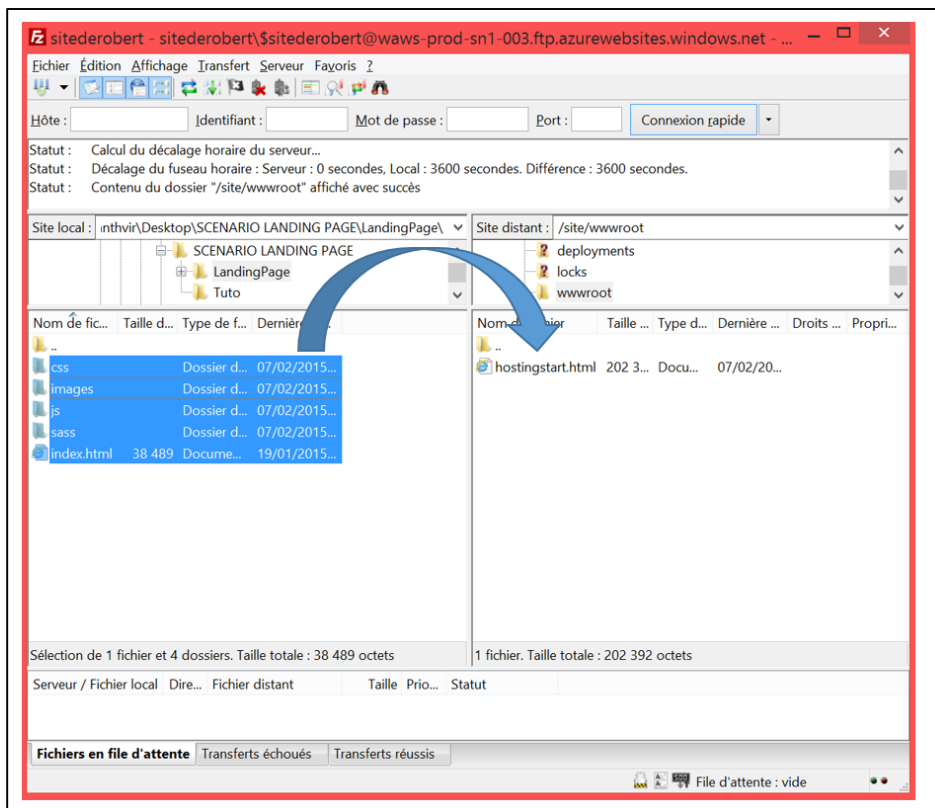 sitederobert - sitederobert\$sitederobert@waws-prod-sn1-003.ftp.azurewebsites.windows.net - ...
Fichier Édition Affichage Transfert Serveur Favoris ?
Hôte : Identifiant : Mot de passe : Port : Connexion rapide
Statut : Calcul du décalage horaire du serveur...
Statut : Décalage du fuseau horaire : Serveur : 0 secondes, Local : 3600 secondes. Différence : 3600 secondes.
Statut : Contenu du dossier "/site/wwwroot" affiché avec succès
Site local : nthvir\Desktop\SCENARIO LANDING PAGE\LandingPage\
SCENARIO LANDING PAGE
LandingPage
Tuto
Site distant : /site/wwwroot
deployments
locks
wwwroot
Nom de fic... Taille d... Type de f... Dernière
..
css Dossier d... 07/02/2015...
images Dossier d... 07/02/2015...
js Dossier d... 07/02/2015...
sass Dossier d... 07/02/2015...
index.html 38 489 Docume... 19/01/2015...
Sélection de 1 fichier et 4 dossiers. Taille totale : 38 489 octets
Nom d Taille ... Type d... Dernière ... Droits ... Propri...
..
hostingstart.html 202 3... Docu... 07/02/20...
1 fichier. Taille totale : 202 392 octets
Serveur / Fichier local Dire... Fichier distant Taille Prio... Statut
Fichiers en file d'attente Transferts échoués Transferts réussis
File d'attente : vide